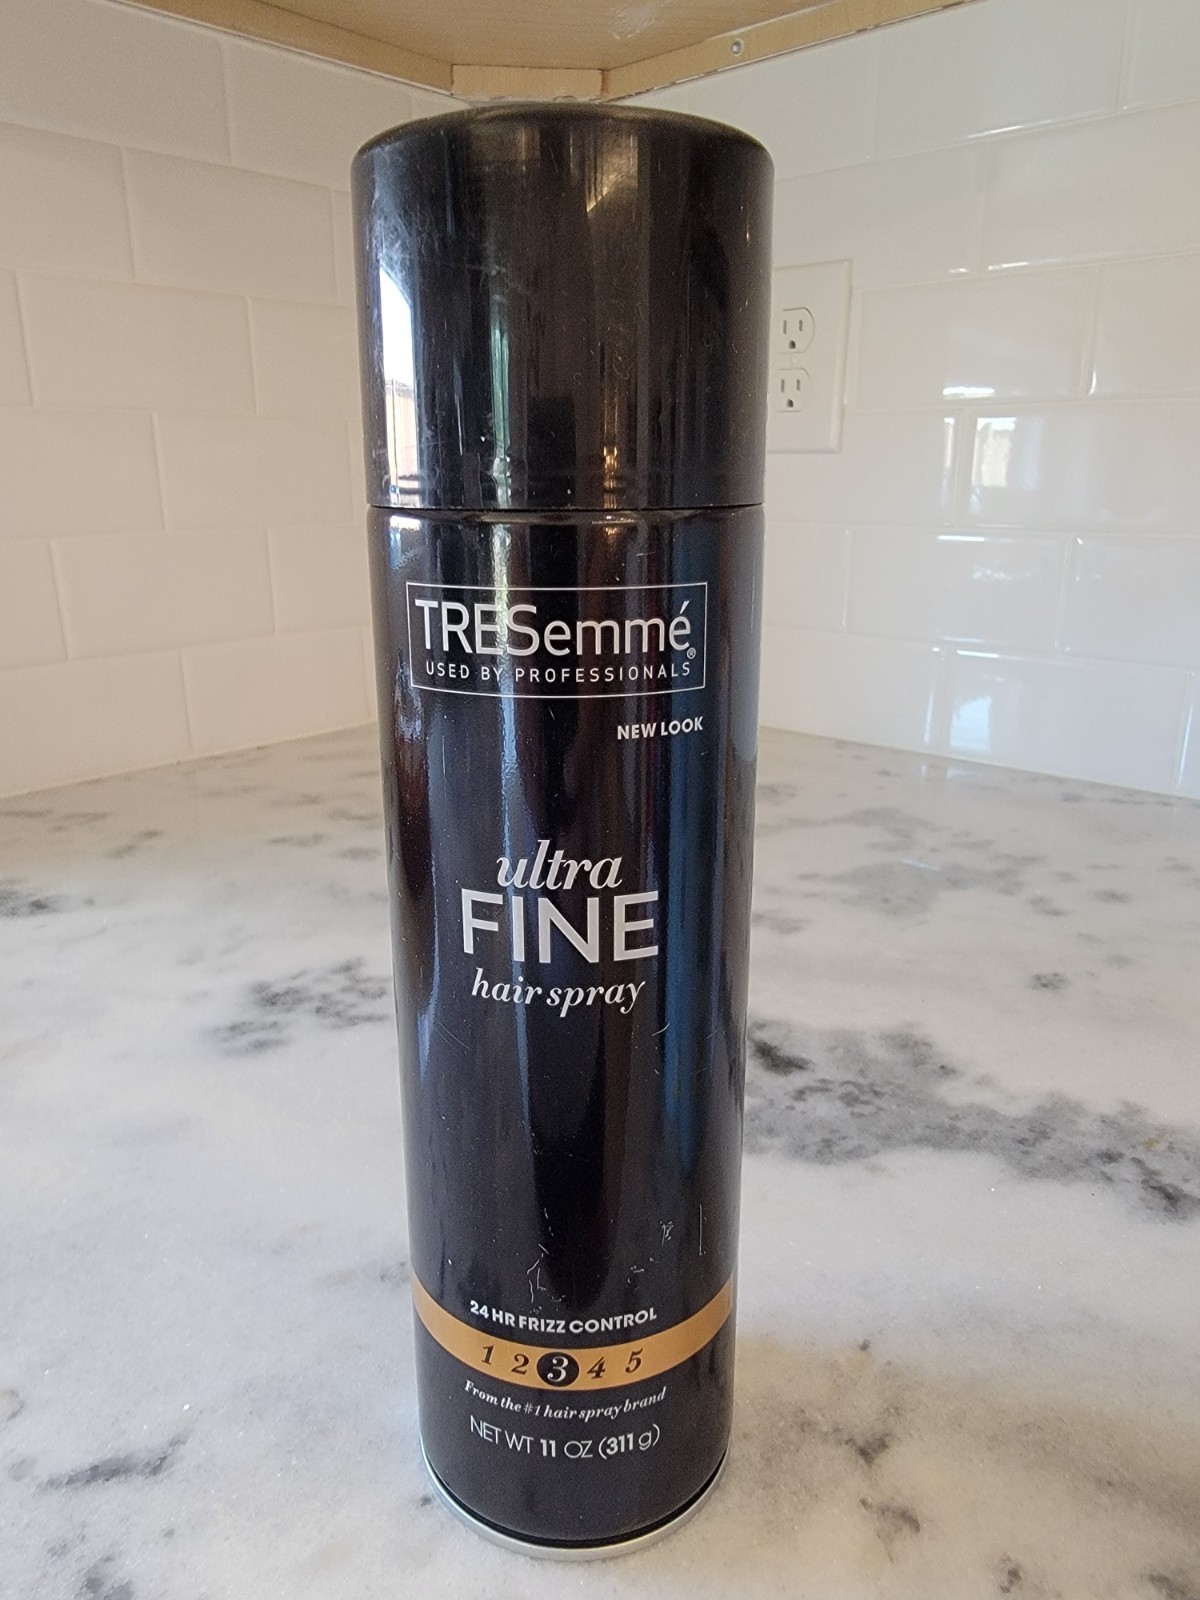 TRESemmé®
USED BY PROFESSIONALS
NEW LOOK
ultra
FINE
hair spray
24 HR FRIZZ CONTROL
1 2 3 4 5
From the #1 hair spray brand
NET WT 11 OZ (311 g)